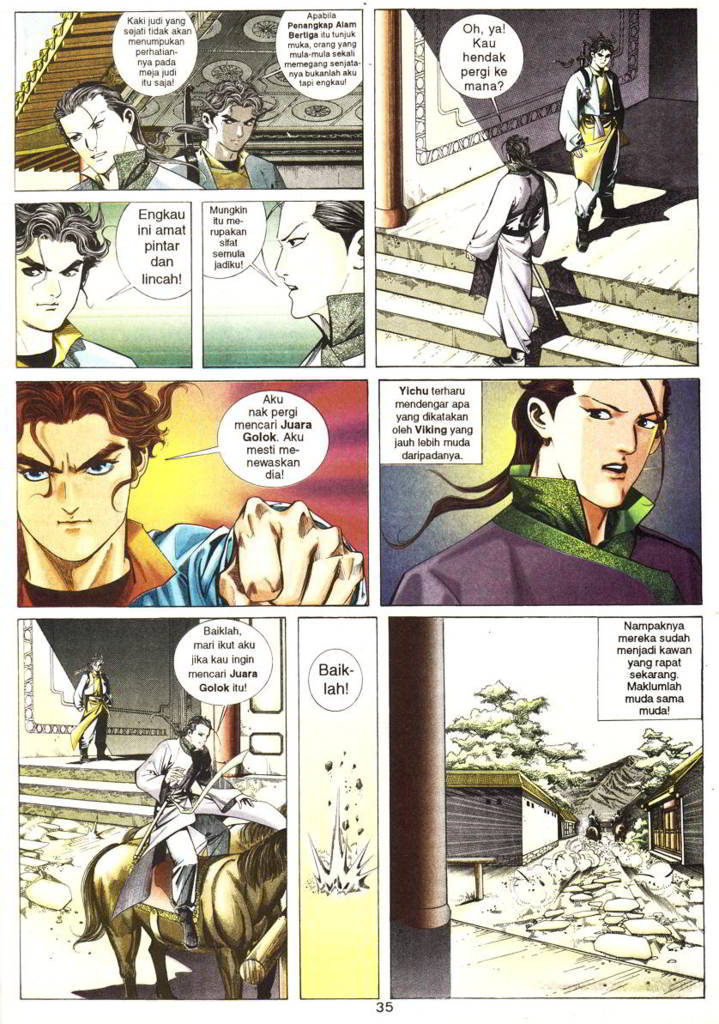 Kaki judi yang
sejati tidak akan
menumpukan
perhatian-
nya pada
meja judi
itu saja!
Apabila
Penangkap Alam
Bertiga itu tunjuk
muka, orang yang
mula-mula sekali
memegang senjata-
nya bukanlah aku
tapi engkau!
Oh, ya!
Kau
hendak
pergi ke
mana?
Engkau
ini amat
pintar
dan
lincah!
Mungkin
itu me-
rupakan
sifat
semula
jadiku!
Aku
nak pergi
mencari Juara
Golok. Aku
mesti me-
newaskan
dia!
Yichu terharu
mendengar apa
yang dikatakan
oleh Viking yang
jauh lebih muda
daripadanya.
Baiklah,
mari ikut aku
jika kau ingin
mencari Juara
Golok itu!
Baik-
lah!
Nampaknya
mereka sudah
menjadi kawan
yang rapat
sekarang.
Maklumlah
muda sama
muda!
35